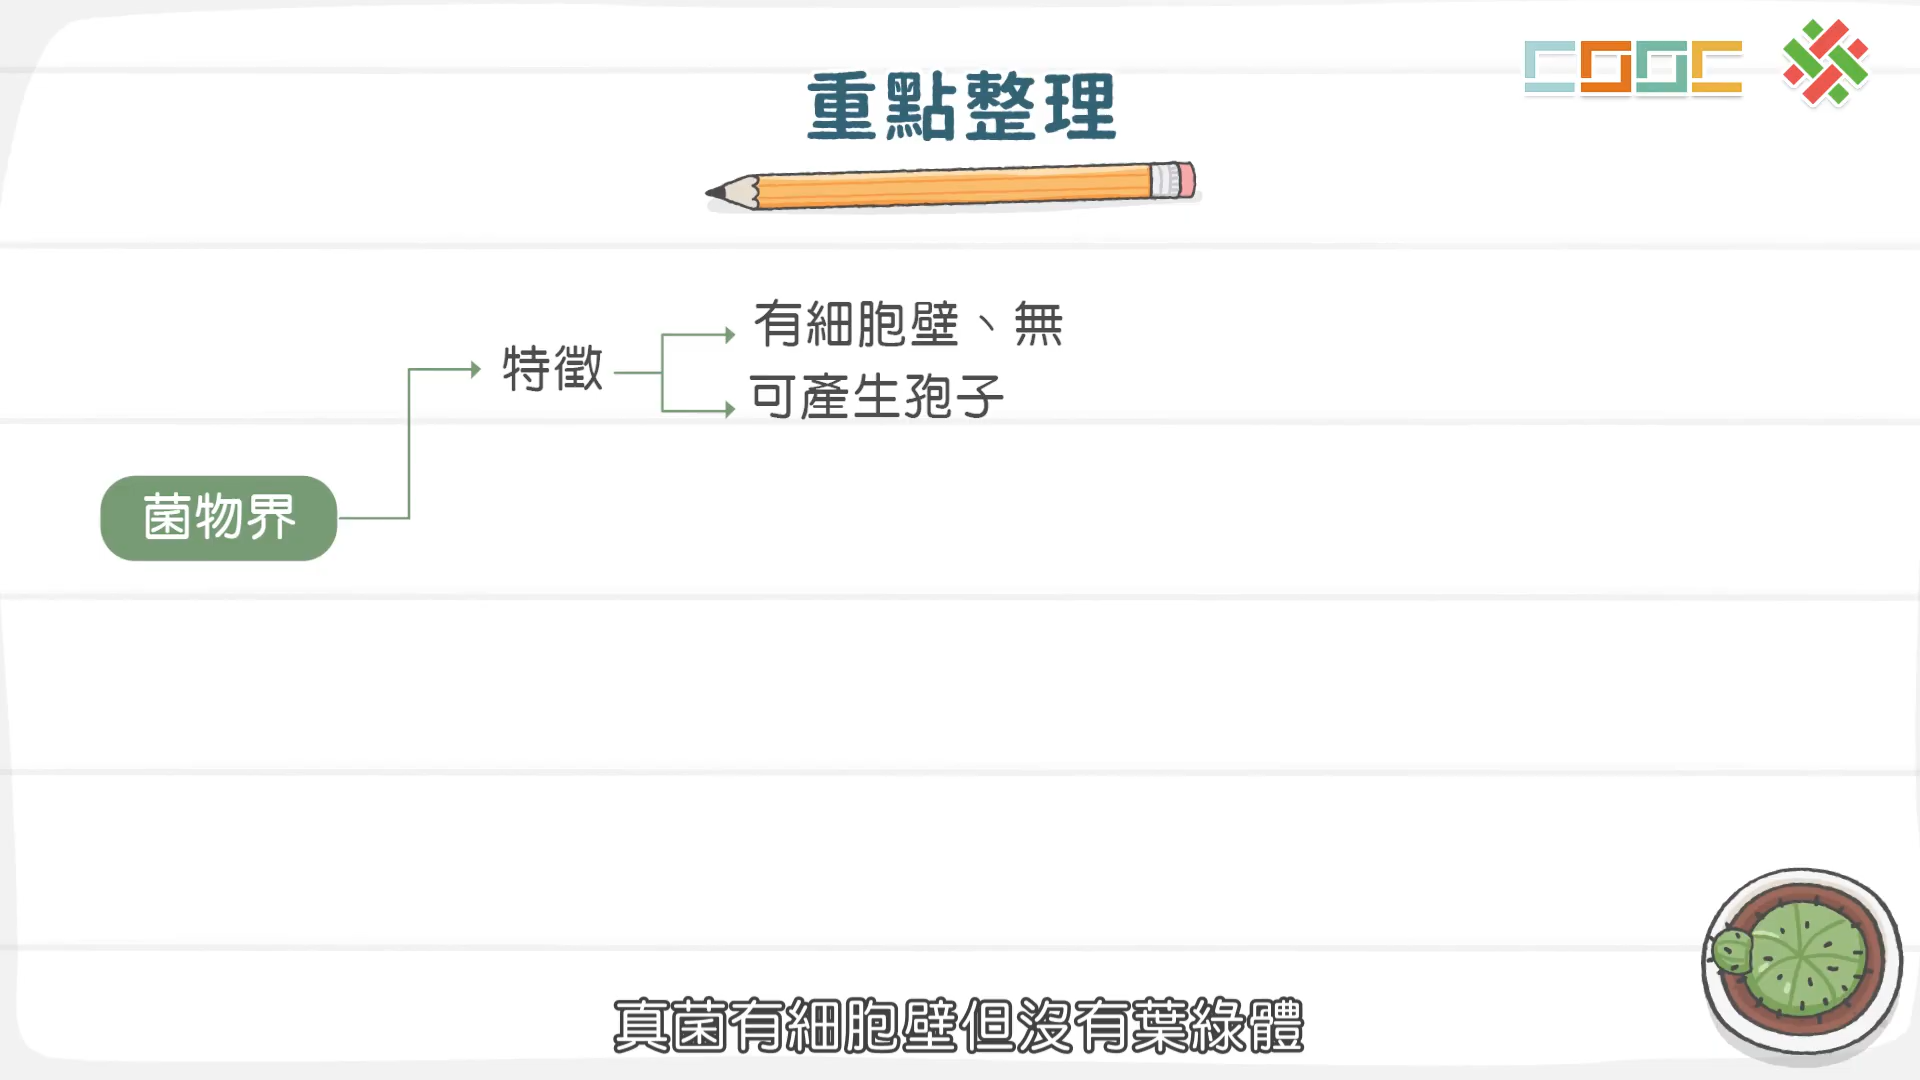 COOC
重點整理
有細胞壁、無
特徵
可產生孢子
菌物界
真菌有細胞壁但沒有葉綠體